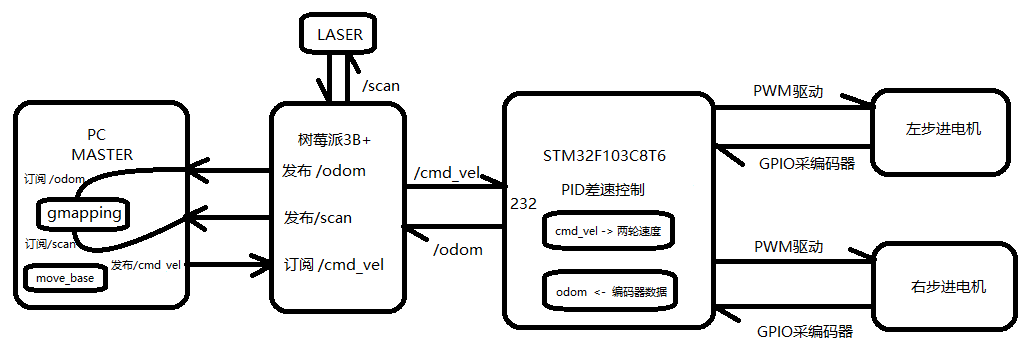 LASER
/scan
PC
MASTER
订阅 /odom
gmapping
订阅/scan
发布/cmd vel
move_base
树莓派3B+
发布 /odom
发布/scan
订阅 /cmd_vel
/cmd_vel
232
/odom
STM32F103C8T6
PID差速控制
cmd_vel -> 两轮速度
odom <- 编码器数据
PWM驱动
GPIO采编码器
左步进电机
PWM驱动
GPIO采编码器
右步进电机